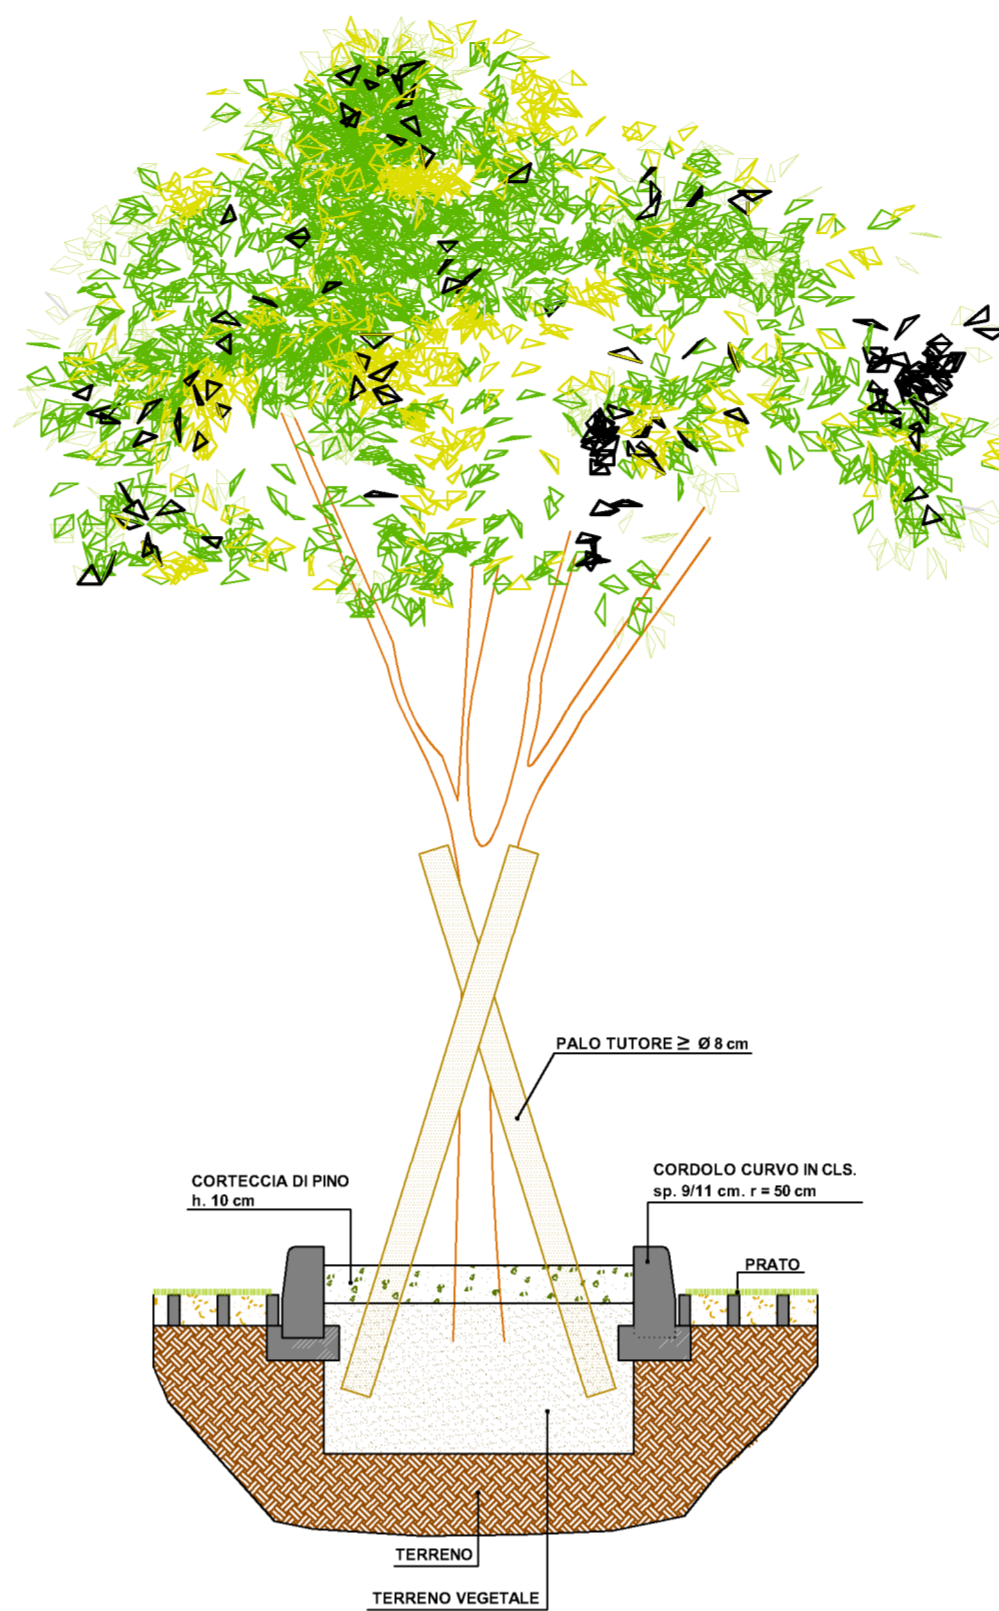 PALO TUTORE ≥ Ø 8 cm
CORTECCIA DI PINO
h. 10 cm
CORDOLO CURVO IN CLS.
sp. 9/11 cm. r = 50 cm
PRATO
TERRENO
TERRENO VEGETALE